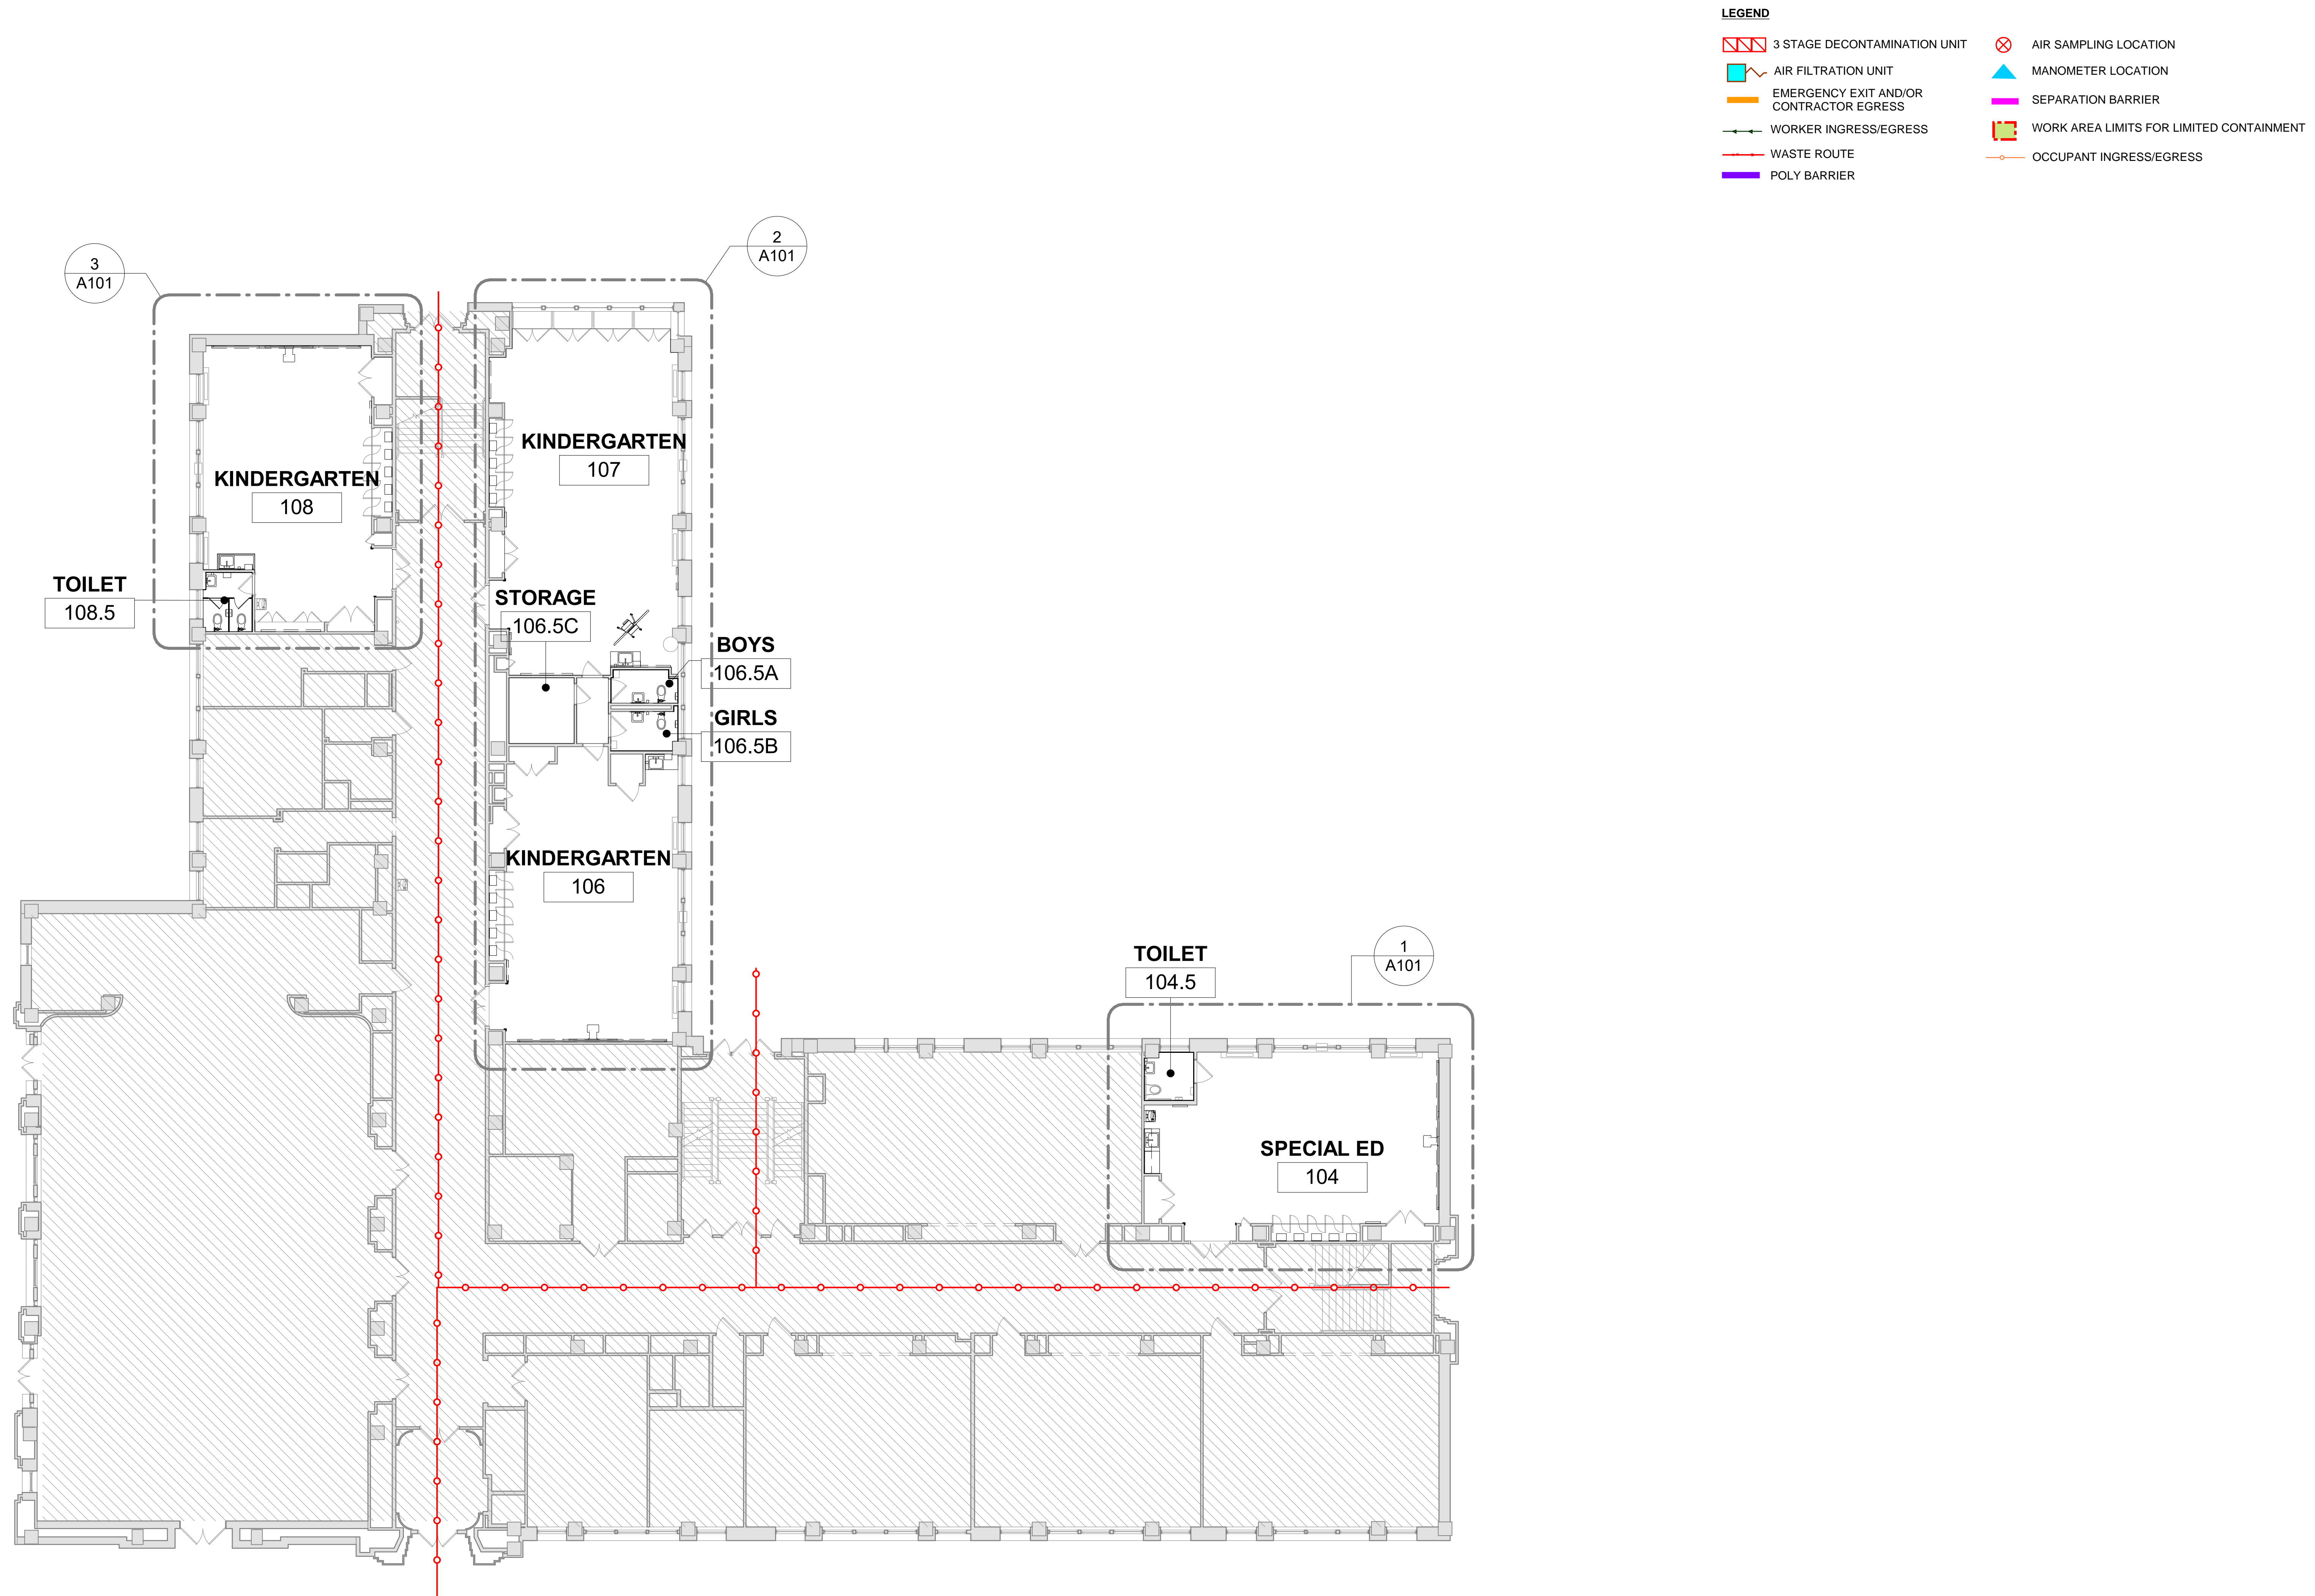 LEGEND
3 STAGE DECONTAMINATION UNIT
AIR FILTRATION UNIT
EMERGENCY EXIT AND/OR
CONTRACTOR EGRESS
WORKER INGRESS/EGRESS
WASTE ROUTE
POLY BARRIER
AIR SAMPLING LOCATION
MANOMETER LOCATION
SEPARATION BARRIER
WORK AREA LIMITS FOR LIMITED CONTAINMENT
OCCUPANT INGRESS/EGRESS
2
A101
3
A101
KINDERGARTEN
107
KINDERGARTEN
108
TOILET
108.5
STORAGE
106.5C
BOYS
106.5A
GIRLS
106.5B
KINDERGARTEN
106
1
A101
TOILET
104.5
SPECIAL ED
104